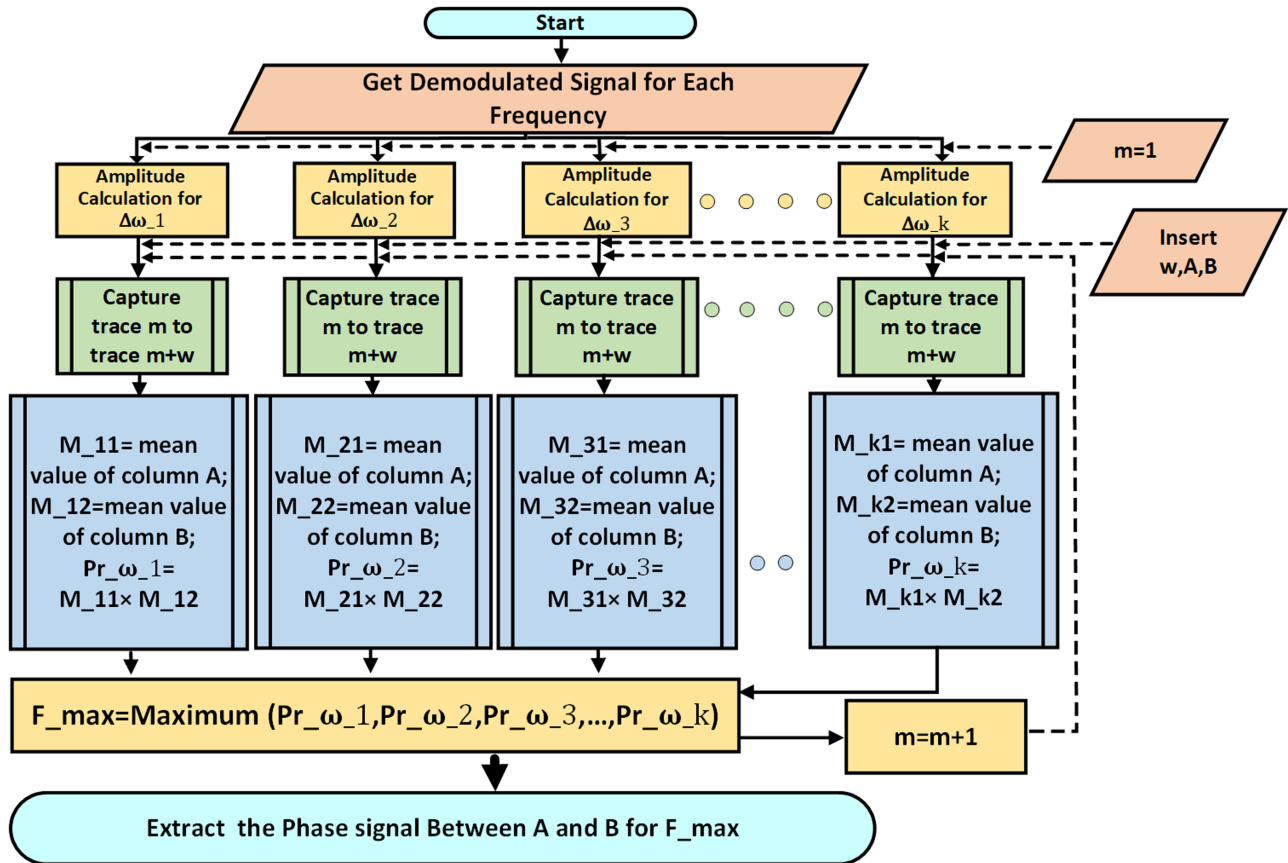 Start
Get Demodulated Signal for Each
Frequency
m=1
Amplitude
Calculation for
Δω_1
Amplitude
Calculation for
Δω_2
Amplitude
Calculation for
Δω_3
Amplitude
Calculation for
Δω_k
Insert
w,A,B
Capture
trace m to
trace m+w
Capture trace
m to trace
m+w
Capture trace
m to trace
m+w
Capture trace
m to trace
m+w
M_11= mean
value of column A;
M_12=mean value
of column B;
Pr_ω_1=
M_11× M_12
M_21= mean
value of column A;
M_22=mean value
of column B;
Pr_ω_2=
M_21× M_22
M_31= mean
value of column A;
M_32=mean value
of column B;
Pr_ω_3=
M_31× M_32
M_k1= mean value
of column A;
M_k2=mean value
of column B;
Pr_ω_k=
M_k1× M_k2
F_max=Maximum (Pr_ω_1,Pr_ω_2,Pr_ω_3,...,Pr_ω_k)
m=m+1
Extract the Phase signal Between A and B for F_max